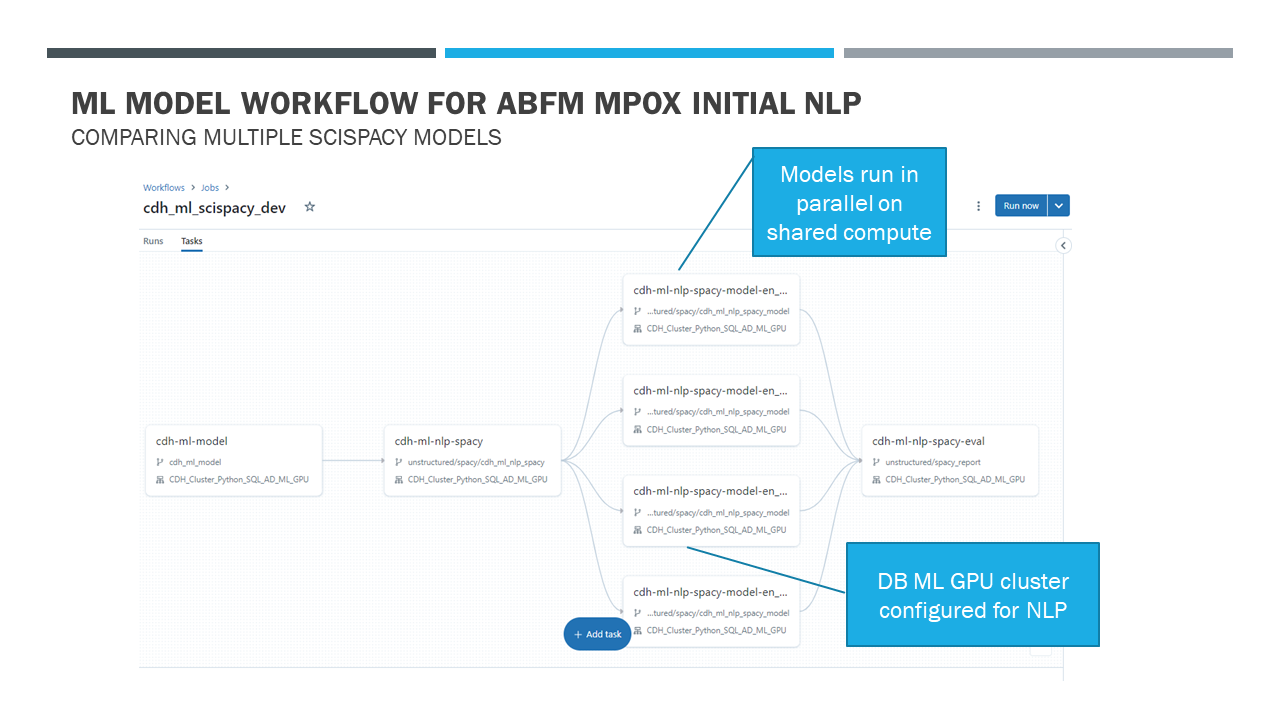 ML MODEL WORKFLOW FOR ABFM MPOX INITIAL NLP
COMPARING MULTIPLE SCISPACY MODELS
Models run in
parallel on
shared compute
Workflows > Jobs >
cdh_ml_scispacy_dev
Run now
Runs Tasks
cdh-ml-model
cdh_ml_model
CDH_Cluster_Python_SQL_AD_ML_GPU
cdh-ml-nlp-spacy
unstructured/spacy/cdh_ml_nlp_spacy
CDH_Cluster_Python_SQL_AD_ML_GPU
cdh-ml-nlp-spacy-model-en_...
...tured/spacy/cdh_ml_nlp_spacy_model
CDH_Cluster_Python_SQL_AD_ML_GPU
cdh-ml-nlp-spacy-model-en_...
...tured/spacy/cdh_ml_nlp_spacy_model
CDH_Cluster_Python_SQL_AD_ML_GPU
cdh-ml-nlp-spacy-model-en_...
...tured/spacy/cdh_ml_nlp_spacy_model
CDH_Cluster_Python_SQL_AD_ML_GPU
cdh-ml-nlp-spacy-model-en_...
...tured/spacy/cdh_ml_nlp_spacy_model
CDH_Cluster_Python_SQL_AD_ML_GPU
cdh-ml-nlp-spacy-eval
unstructured/spacy_report
CDH_Cluster_Python_SQL_AD_ML_GPU
DB ML GPU cluster
configured for NLP
+ Add task